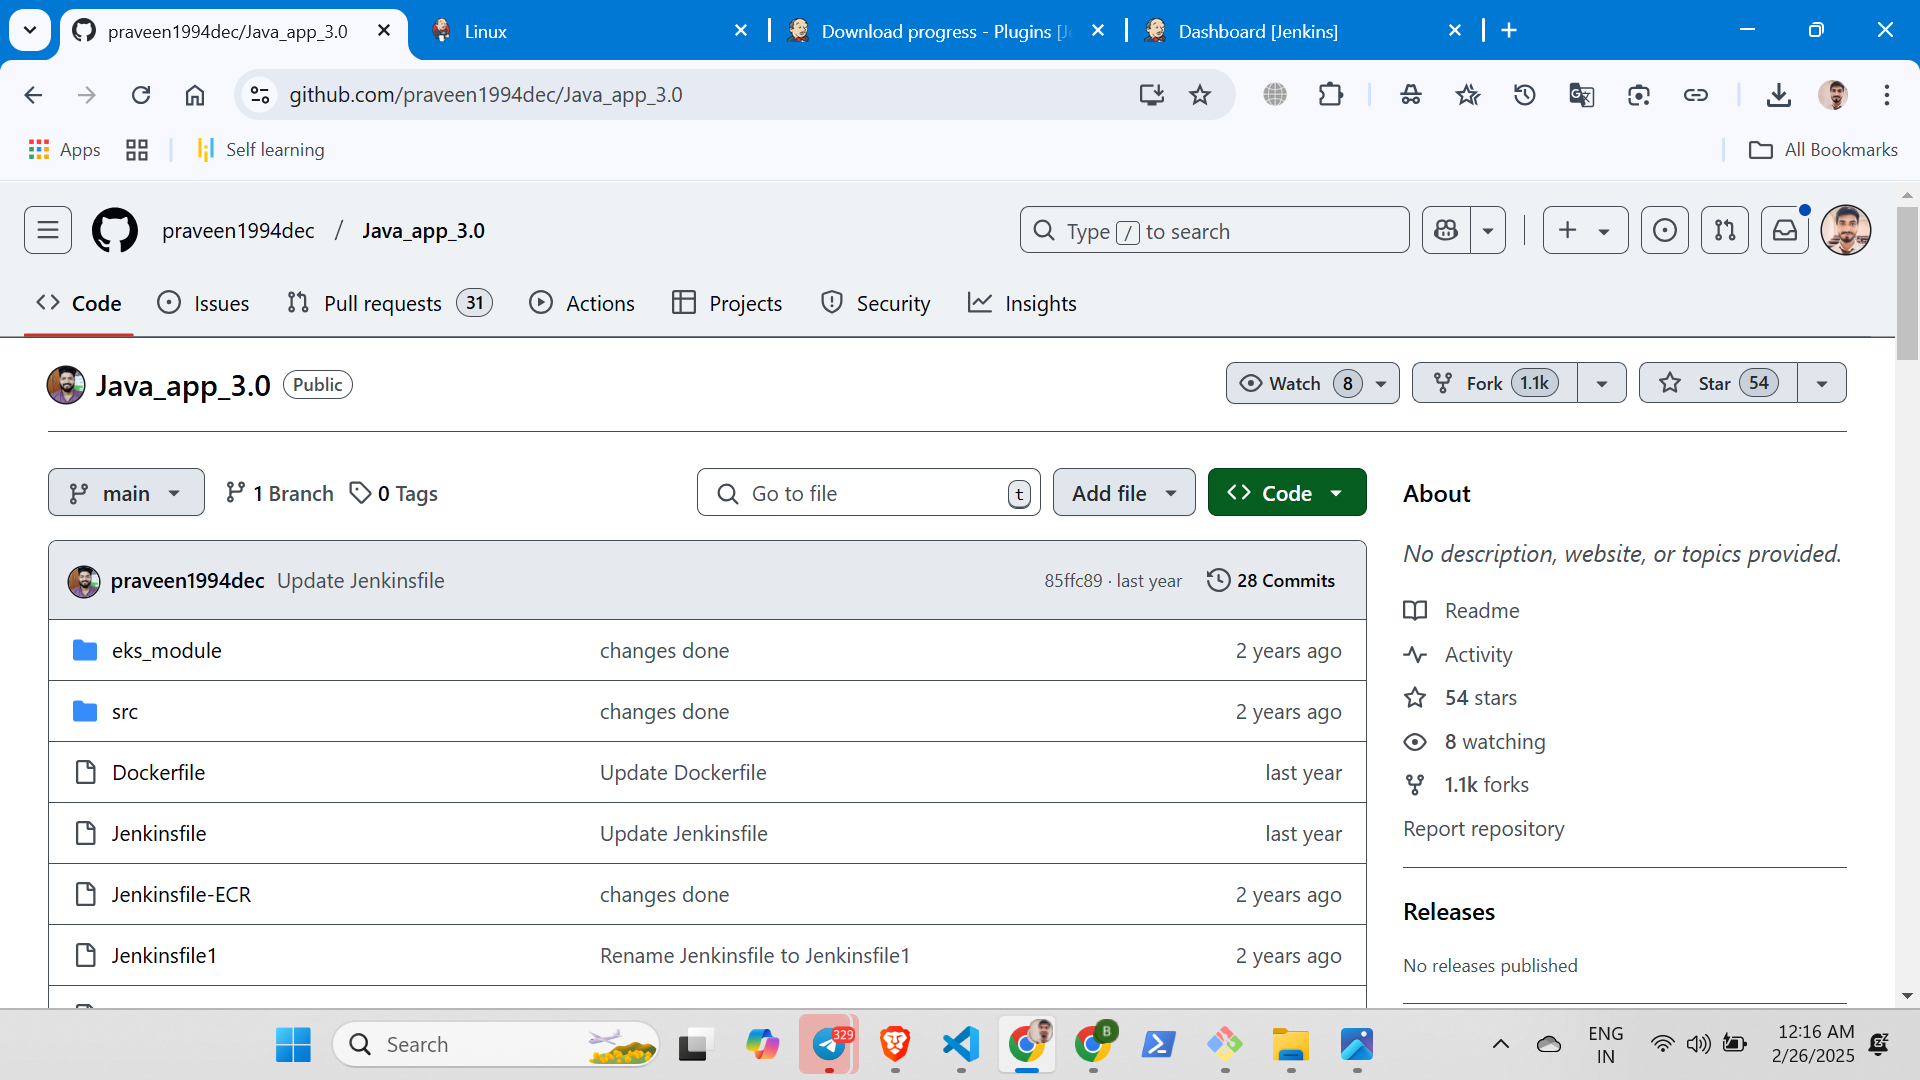 praveen1994dec/Java_app_3.0
Linux
Download progress - Plugins [Je
Dashboard [Jenkins]
github.com/praveen1994dec/Java_app_3.0
Apps
Self learning
All Bookmarks
praveen1994dec / Java_app_3.0
Type / to search
Code
Issues
Pull requests 31
Actions
Projects
Security
Insights
Java_app_3.0 Public
Watch 8
Fork 1.1k
Star 54
main
1 Branch
0 Tags
Go to file t
Add file
Code
About
No description, website, or topics provided.
Readme
Activity
54 stars
8 watching
1.1k forks
Report repository
Releases
No releases published
praveen1994dec Update Jenkinsfile 85ffc89 · last year 28 Commits
eks_module changes done 2 years ago
src changes done 2 years ago
Dockerfile Update Dockerfile last year
Jenkinsfile Update Jenkinsfile last year
Jenkinsfile-ECR changes done 2 years ago
Jenkinsfile1 Rename Jenkinsfile to Jenkinsfile1 2 years ago
Search
329
B
ENG
IN
12:16 AM
2/26/2025